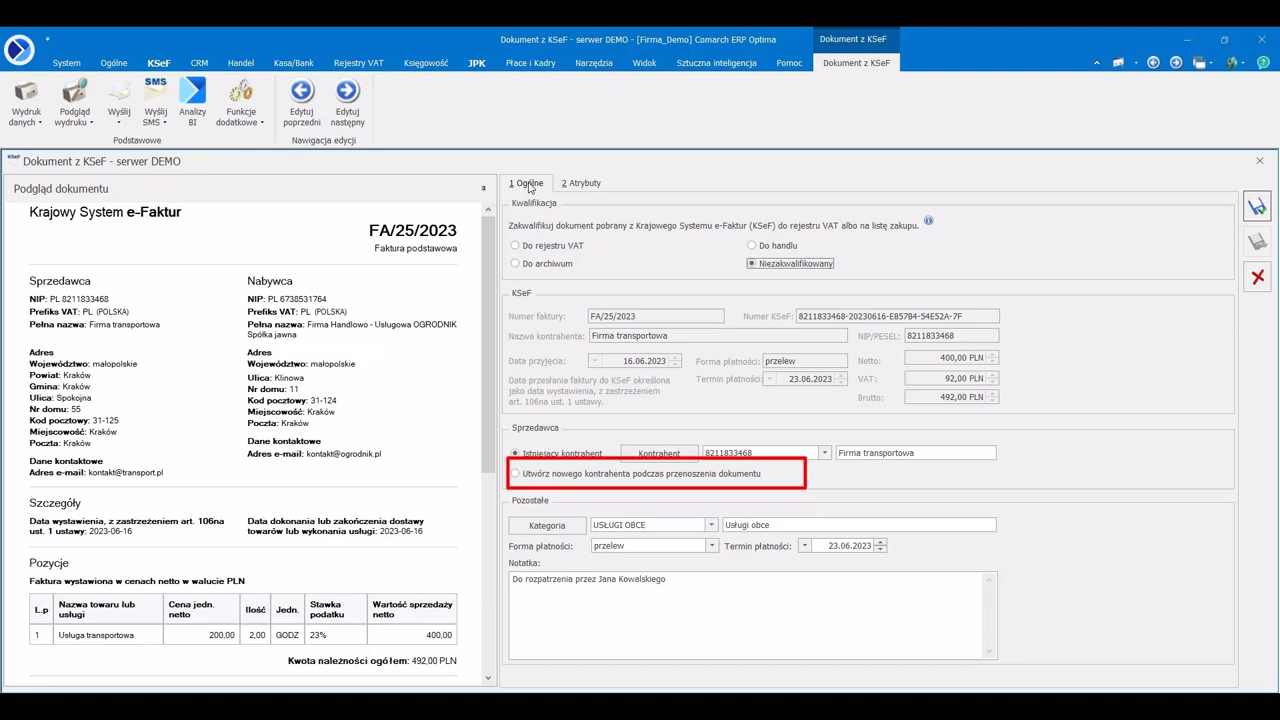 Dokument z KSeF - serwer DEMO - [Firma_Demo] Comarch ERP Optima
Dokument z KSeF
System Ogólne KSeF CRM Handel Kasa/Bank Rejestry VAT Księgowość JPK Płace i Kadry Narzędzia Widok Sztuczna inteligencja Pomoc Dokument z KSeF
SMS
Wydruk danych
Podgląd wydruku
Wyślij
Wyślij SMS
Analizy BI
Funkcje dodatkowe
Edytuj poprzedni
Edytuj następny
Podstawowe
Nawigacja edycji
KSeF
Dokument z KSeF - serwer DEMO
Podgląd dokumentu
Krajowy System e-Faktur
FA/25/2023
Faktura podstawowa
Sprzedawca
NIP: PL 8211833468
Prefiks VAT: PL (POLSKA)
Pełna nazwa: Firma transportowa
Adres
Województwo: małopolskie
Powiat: Kraków
Gmina: Kraków
Ulica: Spokojna
Nr domu: 55
Kod pocztowy: 31-125
Miejscowość: Kraków
Poczta: Kraków
Dane kontaktowe
Adres e-mail: kontakt@transport.pl
Nabywca
NIP: PL 6738531764
Prefiks VAT: PL (POLSKA)
Pełna nazwa: Firma Handlowo - Usługowa OGRODNIK
Spółka jawna
Adres
Województwo: małopolskie
Ulica: Klinowa
Nr domu: 11
Kod pocztowy: 31-124
Miejscowość: Kraków
Poczta: Kraków
Dane kontaktowe
Adres e-mail: kontakt@ogrodnik.pl
Szczegóły
Data wystawienia, z zastrzeżeniem art. 106na
ust. 1 ustawy: 2023-06-16
Data dokonania lub zakończenia dostawy
towarów lub wykonania usługi: 2023-06-16
Pozycje
Faktura wystawiona w cenach netto w walucie PLN
L.p Nazwa towaru lub usługi Cena jedn. netto Ilość Jedn. Stawka podatku Wartość sprzedaży netto
1 Usługa transportowa 200,00 2,00 GODZ 23% 400,00
Kwota należności ogółem: 492,00 PLN
1 Ogólne 2 Atrybuty
Kwalifikacja
Zakwalifikuj dokument pobrany z Krajowego Systemu e-Faktur (KSeF) do rejestru VAT albo na listę zakupu.
Do rejestru VAT Do handlu
Do archiwum Niezakwalifikowany
KSeF
Numer faktury: FA/25/2023 Numer KSeF: 8211833468-20230616-E857B4-54E52A-7F
Nazwa kontrahenta: Firma transportowa NIP/PESEL: 8211833468
Data przyjęcia: 16.06.2023 Forma płatności: przelew Netto: 400,00 PLN
Data przesłania faktury do KSeF określona
jako data wystawienia, z zastrzeżeniem
art. 106na ust. 1 ustawy.
Termin płatności: 23.06.2023 VAT: 92,00 PLN
Brutto: 492,00 PLN
Sprzedawca
Istniejący kontrahent Kontrahent 8211833468 Firma transportowa
Utwórz nowego kontrahenta podczas przenoszenia dokumentu
Pozostałe
Kategoria USŁUGI OBCE Usługi obce
Forma płatności: przelew Termin płatności: 23.06.2023
Notatka:
Do rozpatrzenia przez Jana Kowalskiego